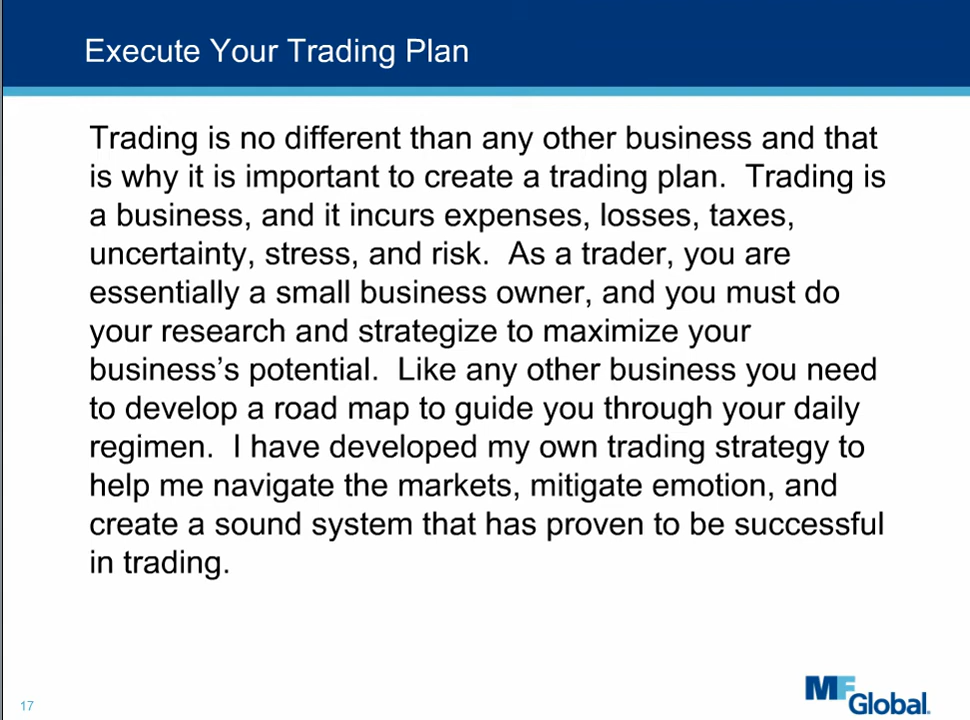 Execute Your Trading Plan
Trading is no different than any other business and that
is why it is important to create a trading plan.  Trading is
a business, and it incurs expenses, losses, taxes,
uncertainty, stress, and risk.  As a trader, you are
essentially a small business owner, and you must do
your research and strategize to maximize your
business’s potential.  Like any other business you need
to develop a road map to guide you through your daily
regimen.  I have developed my own trading strategy to
help me navigate the markets, mitigate emotion, and
create a sound system that has proven to be successful
in trading.
17
MF Global.